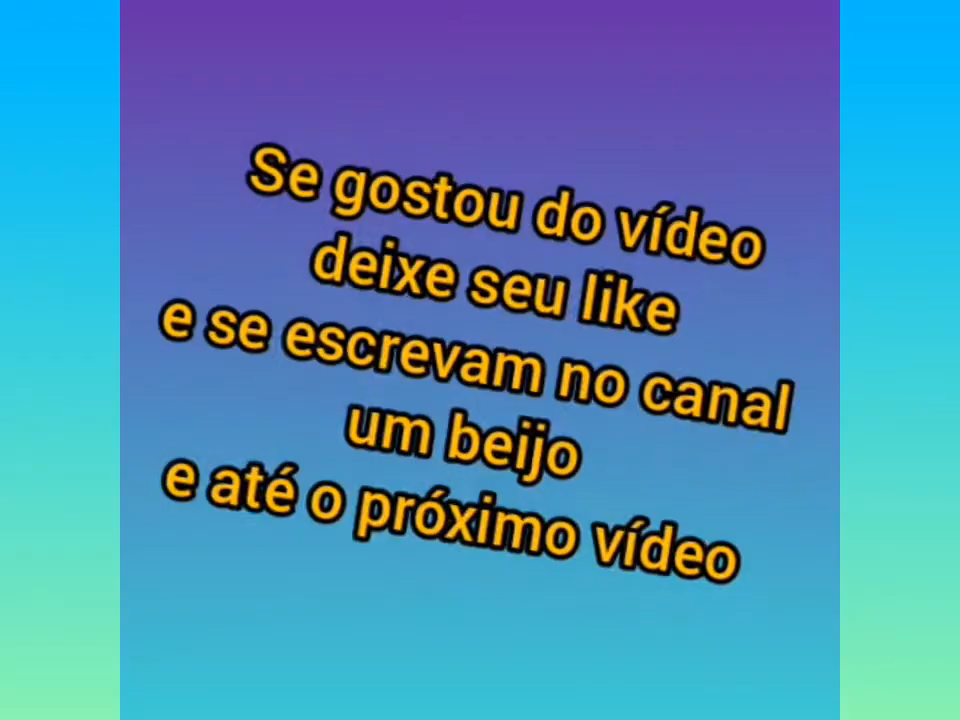 Se gostou do vídeo
deixe seu like
e se escrevam no canal
um beijo
e até o próximo vídeo